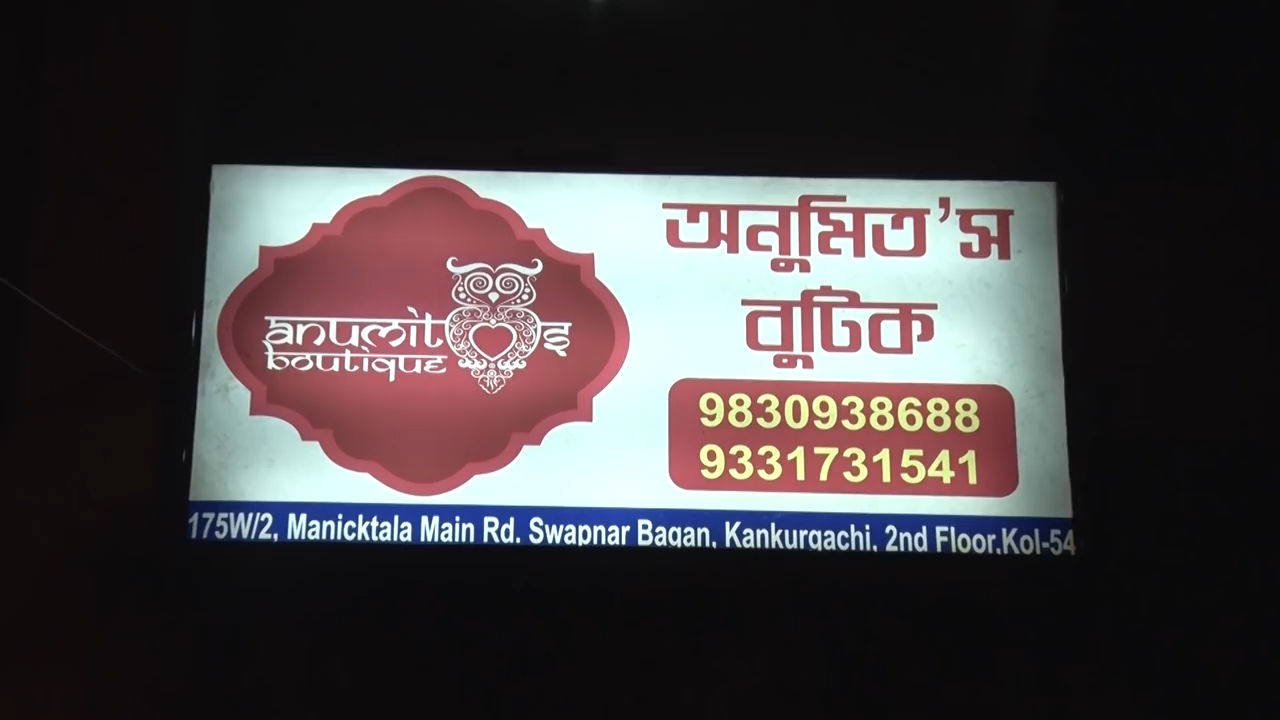 anumit's
boutique
অনুমিত'স
বুটিক
9830938688
9331731541
175W/2, Manicktala Main Rd. Swapnar Bagan, Kankurgachi, 2nd Floor,Kol-54